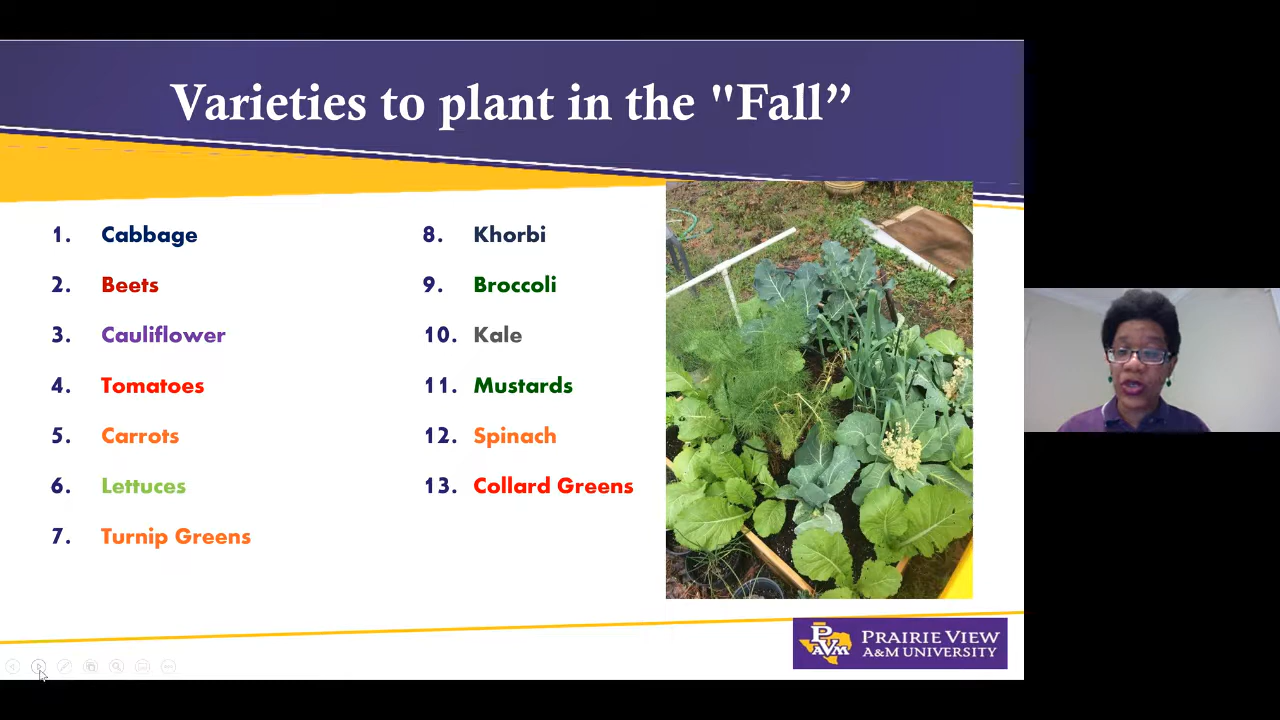 Varieties to plant in the "Fall”
1. Cabbage
2. Beets
3. Cauliflower
4. Tomatoes
5. Carrots
6. Lettuces
7. Turnip Greens
8. Khorbi
9. Broccoli
10. Kale
11. Mustards
12. Spinach
13. Collard Greens
PVAMU
PRAIRIE VIEW
A&M UNIVERSITY